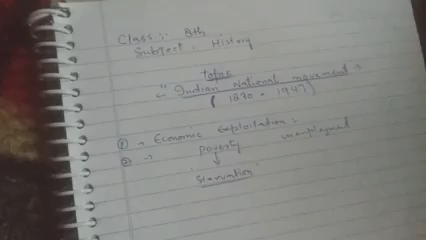 Class :- 8th
Subject : History
topic
"Indian National movement"
( 1870 - 1947)
① → Economic Exploitation :
② → poverty unemployed
↓
"Starvation"